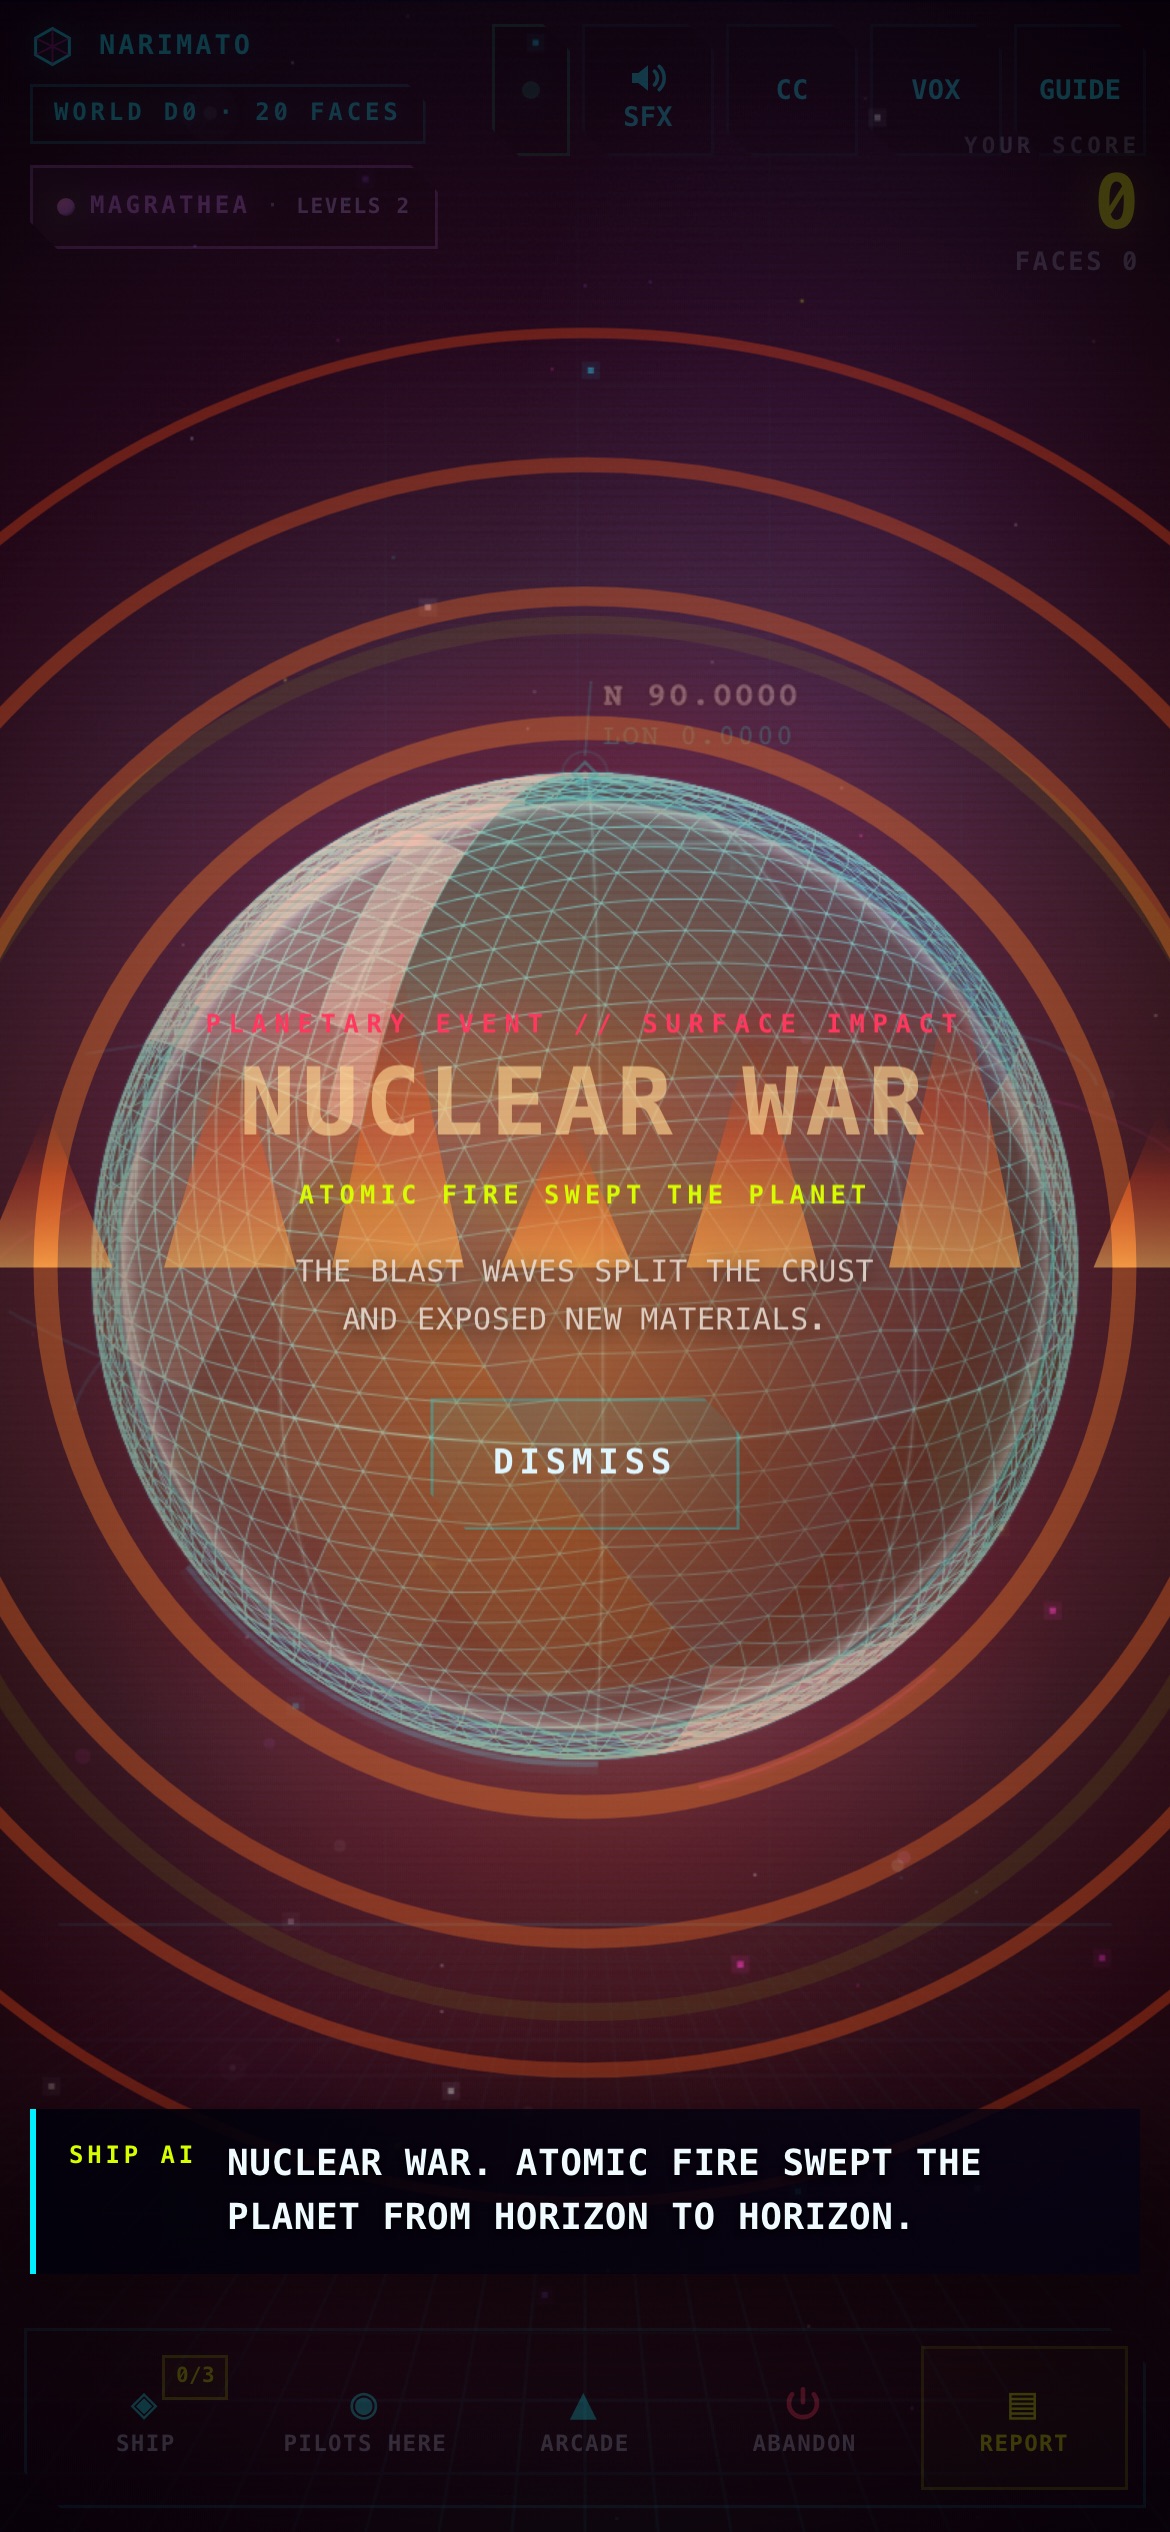 NARIMATO
WORLD D0 · 20 FACES
SFX
CC
VOX
GUIDE
YOUR SCORE
0
FACES 0
MAGRATHEA · LEVELS 2
N 90.0000
LON 0.0000
PLANETARY EVENT // SURFACE IMPACT
NUCLEAR WAR
ATOMIC FIRE SWEPT THE PLANET
THE BLAST WAVES SPLIT THE CRUST
AND EXPOSED NEW MATERIALS.
DISMISS
SHIP AI
NUCLEAR WAR. ATOMIC FIRE SWEPT THE
PLANET FROM HORIZON TO HORIZON.
0/3
SHIP
PILOTS HERE
ARCADE
ABANDON
REPORT